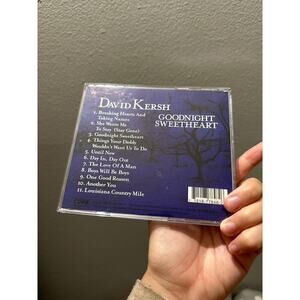 DAVID KERSH
GOODNIGHT
SWEETHEART
1. Breaking Hearts And
Taking Names
2. She Wants Me
To Stay (Stay Gone)
3. Goodnight Sweetheart
4. Things Your Daddy
Wouldn't Want Us To Do
5. Until Now
6. Day In, Day Out
7. The Love Of A Man
8. Boys Will Be Boys
9. One Good Reason
10. Another You
11. Louisiana Country Mile